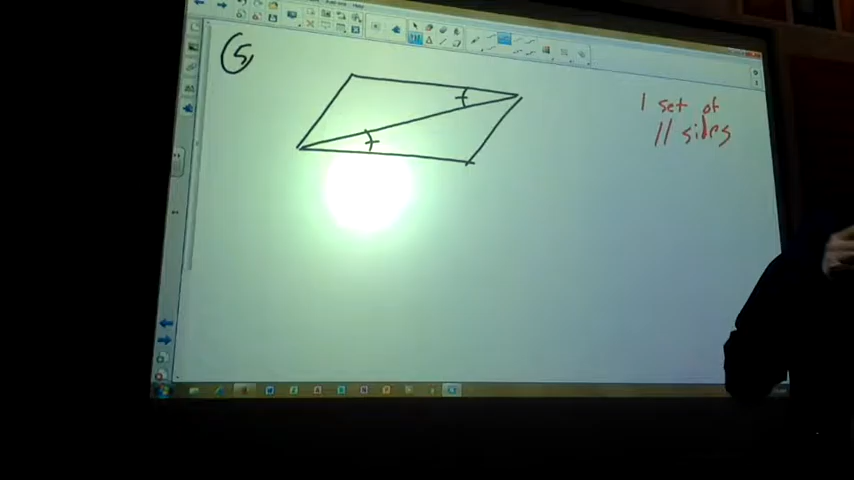 5
1 set of
// sides